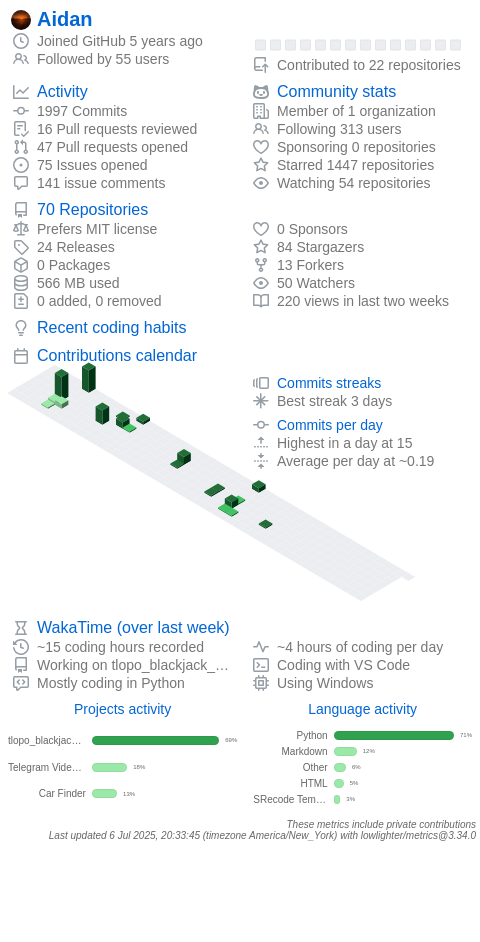 Aidan
Joined GitHub 5 years ago
Followed by 55 users
Contributed to 22 repositories
Activity
1997 Commits
16 Pull requests reviewed
47 Pull requests opened
75 Issues opened
141 issue comments
Community stats
Member of 1 organization
Following 313 users
Sponsoring 0 repositories
Starred 1447 repositories
Watching 54 repositories
70 Repositories
Prefers MIT license
24 Releases
0 Packages
566 MB used
0 added, 0 removed
0 Sponsors
84 Stargazers
13 Forkers
50 Watchers
220 views in last two weeks
Recent coding habits
Contributions calendar
Commits streaks
Best streak 3 days
Commits per day
Highest in a day at 15
Average per day at ~0.19
WakaTime (over last week)
~15 coding hours recorded
Working on tlopo_blackjack_…
Mostly coding in Python
~4 hours of coding per day
Coding with VS Code
Using Windows
Projects activity
tlopo_blackjac… 69%
Telegram Vide… 18%
Car Finder 13%
Language activity
Python 71%
Markdown 12%
Other 6%
HTML 5%
SRecode Tem… 3%
These metrics include private contributions
Last updated 6 Jul 2025, 20:33:45 (timezone America/New_York) with lowlighter/metrics@3.34.0